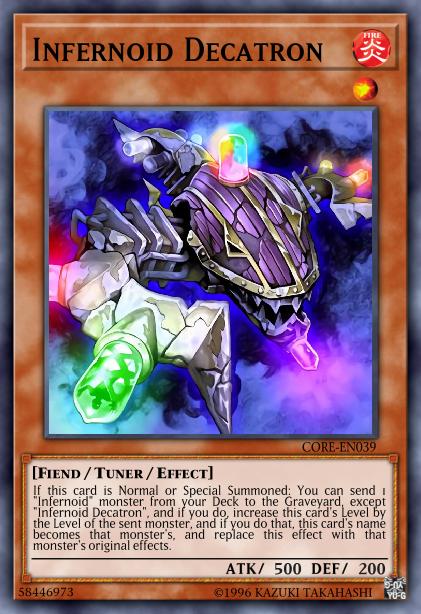 INFERNOID DECATRON
FIRE
炎
CORE-EN039
[FIEND / TUNER / EFFECT]
If this card is Normal or Special Summoned: You can send 1
"Infernoid" monster from your Deck to the Graveyard, except
"Infernoid Decatron", and if you do, increase this card's Level by
the Level of the sent monster, and if you do that, this card's name
becomes that monster's, and replace this effect with that
monster's original effects.
ATK/ 500 DEF/ 200
58446973 ©1996 KAZUKI TAKAHASHI